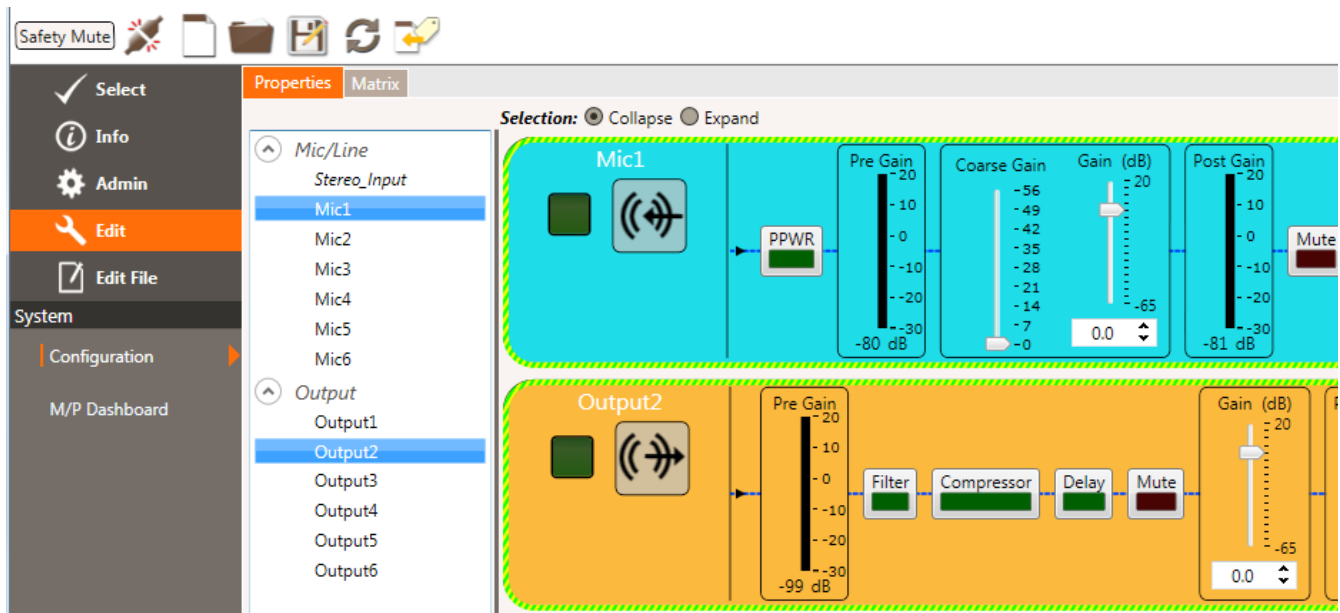 Safety Mute
Select
Info
Admin
Edit
Edit File
System
Configuration
M/P Dashboard
Properties
Matrix
Selection: Collapse Expand
Mic/Line
Stereo_Input
Mic1
Mic2
Mic3
Mic4
Mic5
Mic6
Output
Output1
Output2
Output3
Output4
Output5
Output6
Mic1
PPWR
Pre Gain
20
10
0
-10
-20
-30
-80 dB
Coarse Gain
56
49
42
35
28
21
14
7
0
Gain (dB)
20
-65
0.0
Post Gain
20
10
0
-10
-20
-30
-81 dB
Mute
Output2
Pre Gain
20
10
0
-10
-20
-30
-99 dB
Filter
Compressor
Delay
Mute
Gain (dB)
20
-65
0.0